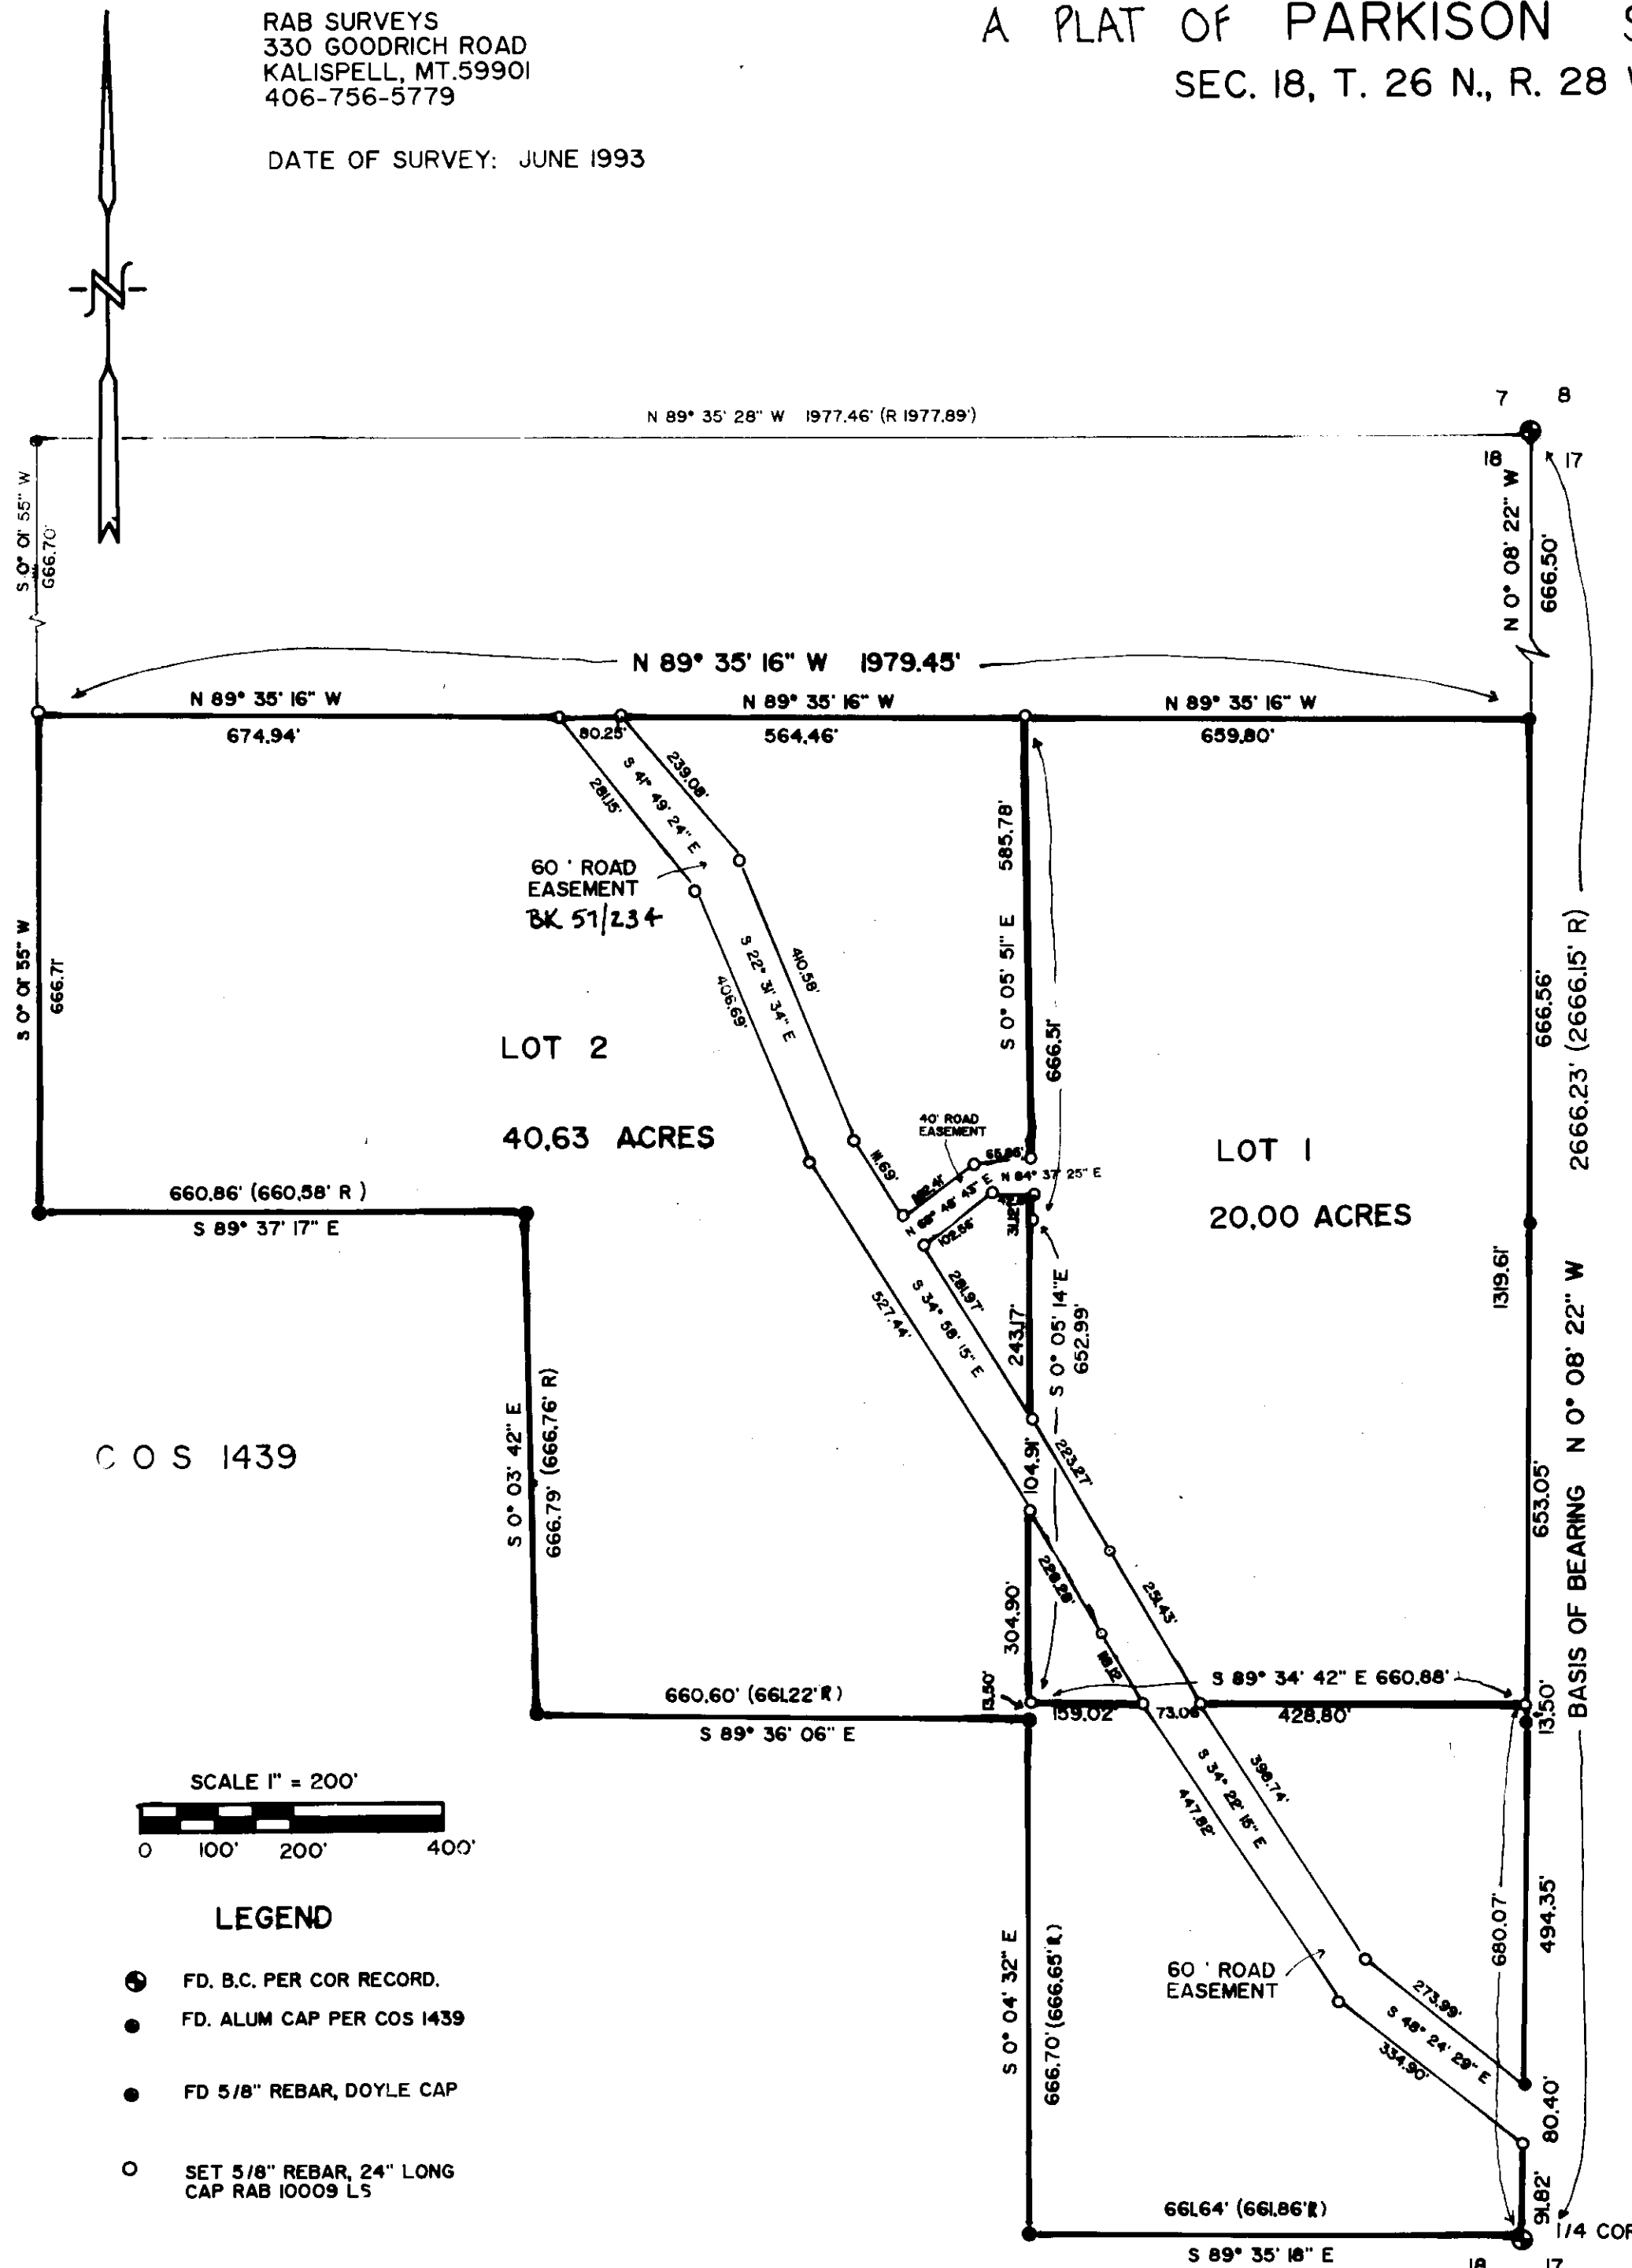 RAB SURVEYS
330 GOODRICH ROAD
KALISPELL, MT. 59901
406-756-5779
DATE OF SURVEY: JUNE 1993
A PLAT OF PARKISON
SEC. 18, T. 26 N., R. 28
N
7
8
18
17
N 89° 35' 28" W 1977.46' (R 1977.89')
S 0° 01' 55" W
666.70'
N 0° 08' 22" W
666.50'
N 89° 35' 16" W 1979.45'
N 89° 35' 16" W
674.94'
80.25'
N 89° 35' 16" W
564.46'
N 89° 35' 16" W
659.80'
239.08'
S 41° 49' 24" E
281.15'
60' ROAD
EASEMENT
BK 57/234
S 0° 01' 55" W
666.71'
410.58'
S 22° 31' 34" E
406.69'
585.78'
S 0° 05' 51" E
666.51'
666.56'
2666.23' (2666.15' R)
LOT 2
40.63 ACRES
40' ROAD
EASEMENT
65.86'
N 84° 37' 25" E
111.69'
102.56'
31.12'
LOT 1
20.00 ACRES
660.86' (660.58' R)
S 89° 37' 17" E
281.97'
S 34° 58' 15" E
527.44'
243.17'
S 0° 05' 14" E
652.99'
1319.61'
BASIS OF BEARING N 0° 08' 22" W
COS 1439
S 0° 03' 42" E
666.79' (666.76' R)
104.91'
223.27'
251.43'
304.90'
653.05'
660.60' (661.22' R)
S 89° 36' 06" E
13.50'
S 89° 34' 42" E 660.88'
159.02'
73.06'
428.80'
13.50'
SCALE 1" = 200'
0 100' 200' 400'
398.74'
S 34° 22' 15" E
447.82'
680.07'
494.35'
LEGEND
FD. B.C. PER COR RECORD.
FD. ALUM CAP PER COS 1439
FD 5/8" REBAR, DOYLE CAP
SET 5/8" REBAR, 24" LONG
CAP RAB 10009 LS
S 0° 04' 32" E
666.70' (666.65' R)
60' ROAD
EASEMENT
273.99'
S 48° 24' 29" E
334.90'
80.40'
91.82'
661.64' (661.86' R)
S 89° 35' 18" E
1/4 COR
18
17